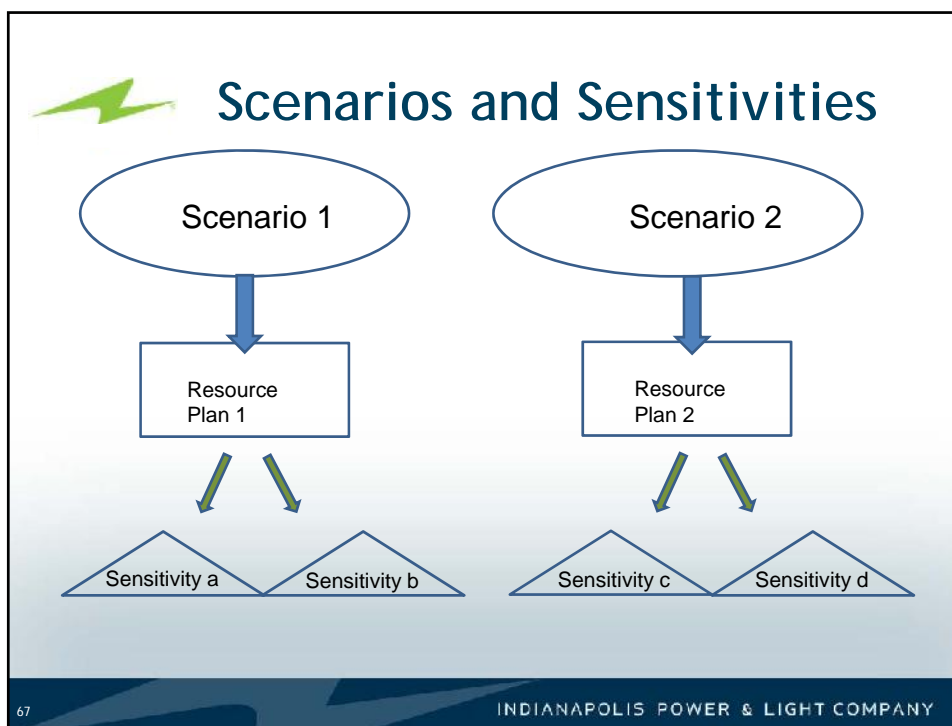 Scenarios and Sensitivities
Scenario 1
Scenario 2
Resource
Plan 1
Resource
Plan 2
Sensitivity a
Sensitivity b
Sensitivity c
Sensitivity d
67
INDIANAPOLIS POWER & LIGHT COMPANY